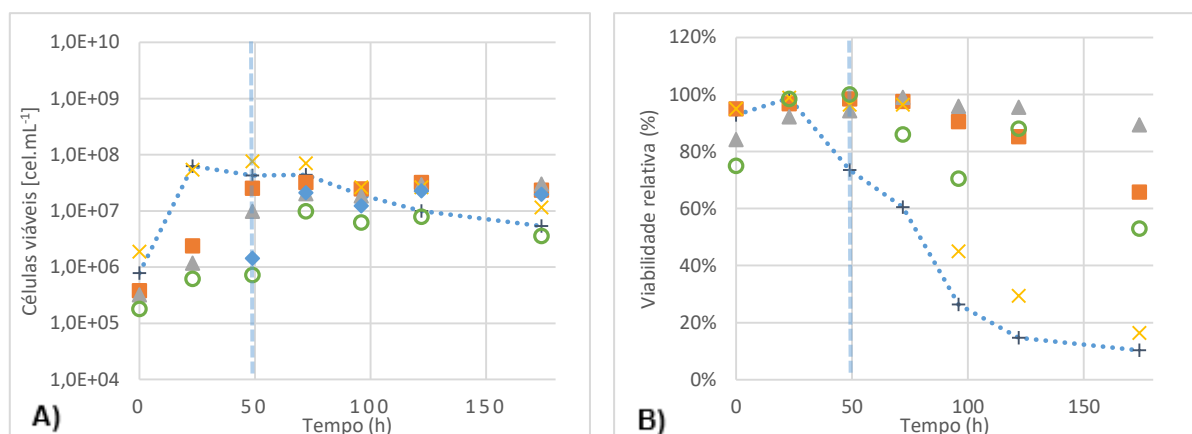 Células viáveis [cel.mL⁻¹]
1,0E+10
1,0E+09
1,0E+08
1,0E+07
1,0E+06
1,0E+05
1,0E+04
0
50
100
150
Tempo (h)
A)
Viabilidade relativa (%)
120%
100%
80%
60%
40%
20%
0%
0
50
100
150
Tempo (h)
B)